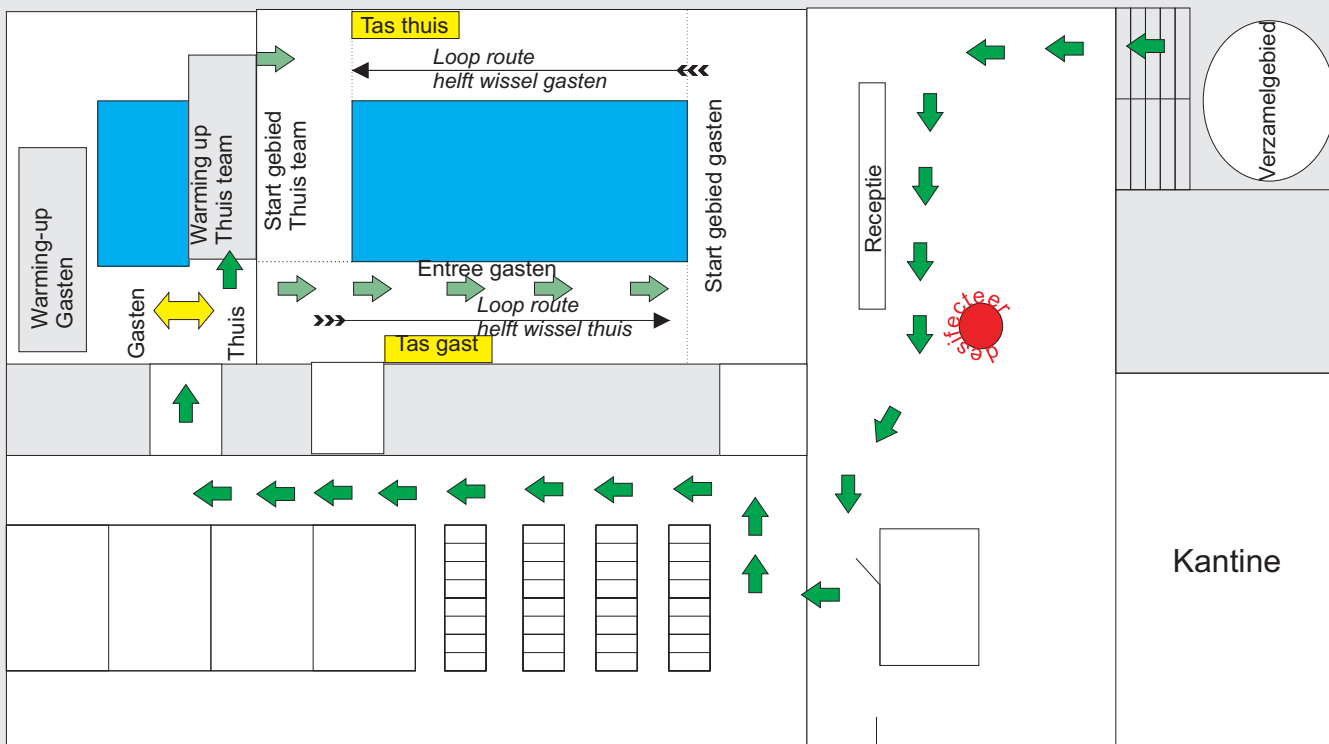 Tas thuis
Loop route
helft wissel gasten
Warming up
Thuis team
Start gebied
Thuis team
Warming-up
Gasten
Gasten
Thuis
Entree gasten
Loop route
helft wissel thuis
Tas gast
Start gebied gasten
Receptie
desifecteer
Verzamelgebied
Kantine